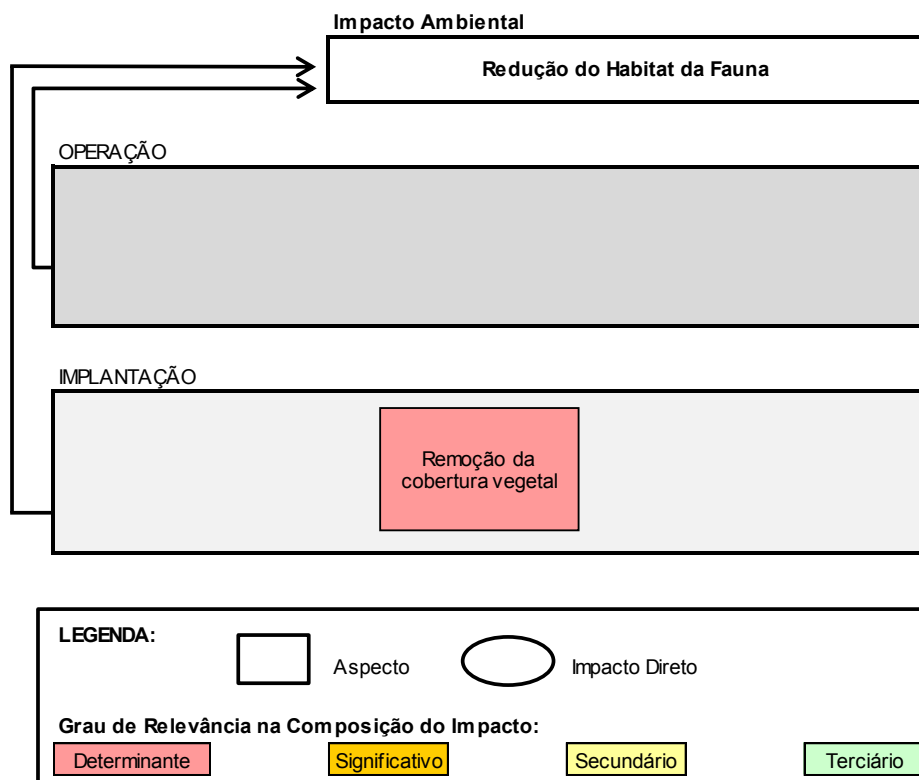 Impacto Ambiental
Redução do Habitat da Fauna
OPERAÇÃO
IMPLANTAÇÃO
Remoção da
cobertura vegetal
LEGENDA:
Aspecto
Impacto Direto
Grau de Relevância na Composição do Impacto:
Determinante
Significativo
Secundário
Terciário